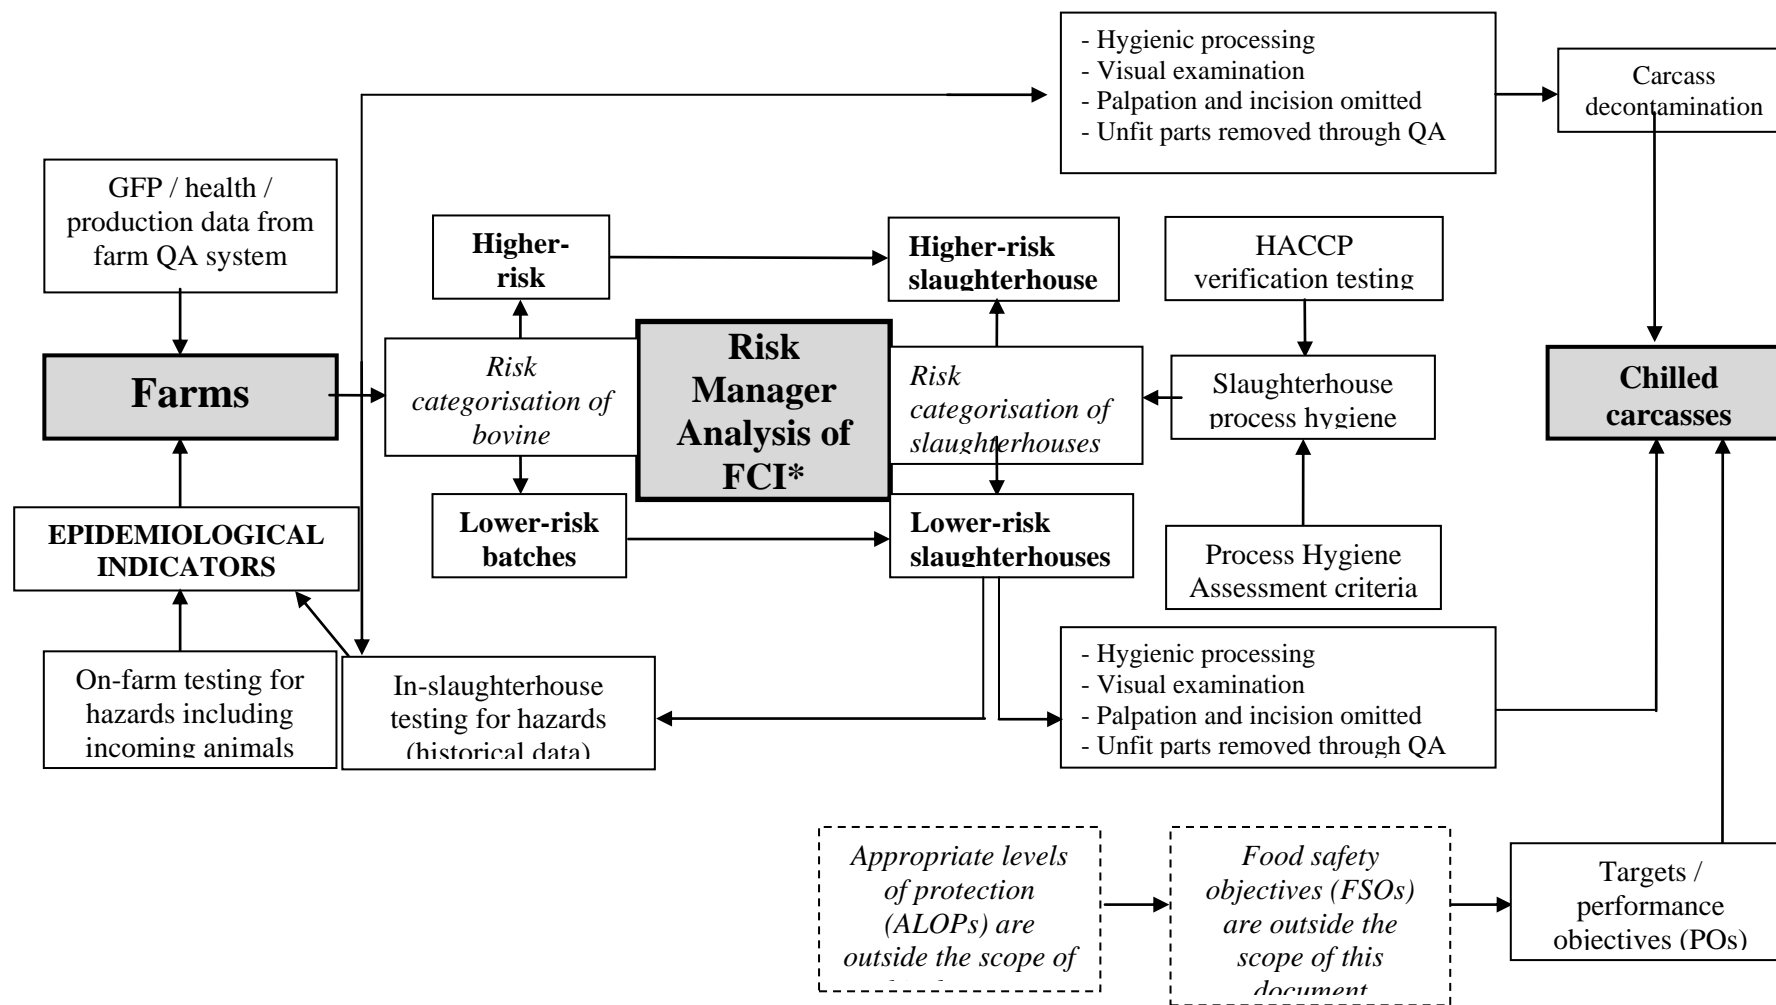 - Hygienic processing
- Visual examination
- Palpation and incision omitted
- Unfit parts removed through QA
Carcass
decontamination
GFP / health /
production data from
farm QA system
Higher-
risk
Higher-risk
slaughterhouse
HACCP
verification testing
Farms
Risk
categorisation of
bovine
Risk
Manager
Analysis of
FCI*
Risk
categorisation of
slaughterhouses
Slaughterhouse
process hygiene
Chilled
carcasses
EPIDEMIOLOGICAL
INDICATORS
Lower-risk
batches
Lower-risk
slaughterhouses
Process Hygiene
Assessment criteria
On-farm testing for
hazards including
incoming animals
In-slaughterhouse
testing for hazards
(historical data)
- Hygienic processing
- Visual examination
- Palpation and incision omitted
- Unfit parts removed through QA
Appropriate levels
of protection
(ALOPs) are
outside the scope of
Food safety
objectives (FSOs)
are outside the
scope of this
document
Targets /
performance
objectives (POs)